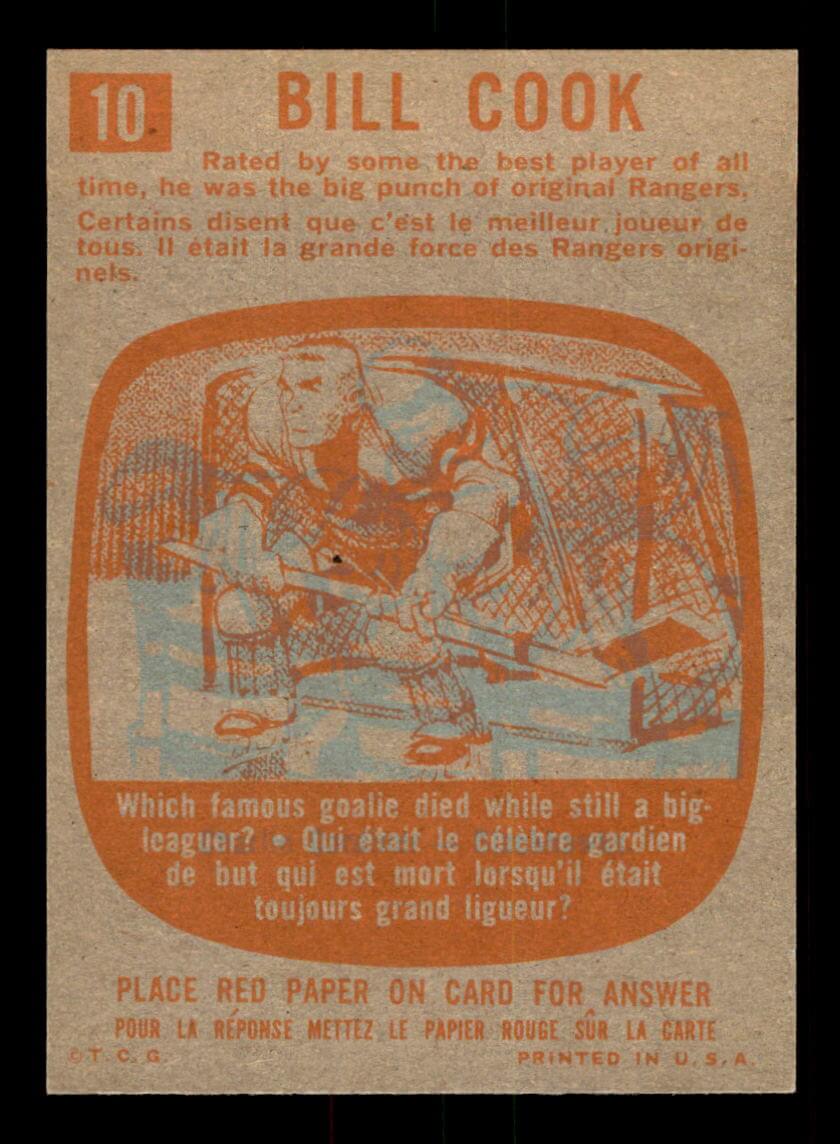 10
BILL COOK
Rated by some the best player of all
time, he was the big punch of original Rangers.
Certains disent que c'est le meilleur joueur de
tous. Il était la grande force des Rangers origi-
nels.
Which famous goalie died while still a big-
leaguer? • Qui était le célèbre gardien
de but qui est mort lorsqu'il était
toujours grand ligueur?
PLACE RED PAPER ON CARD FOR ANSWER
POUR LA RÉPONSE METTEZ LE PAPIER ROUGE SÛR LA CARTE
© T. C. G.
PRINTED IN U. S. A.